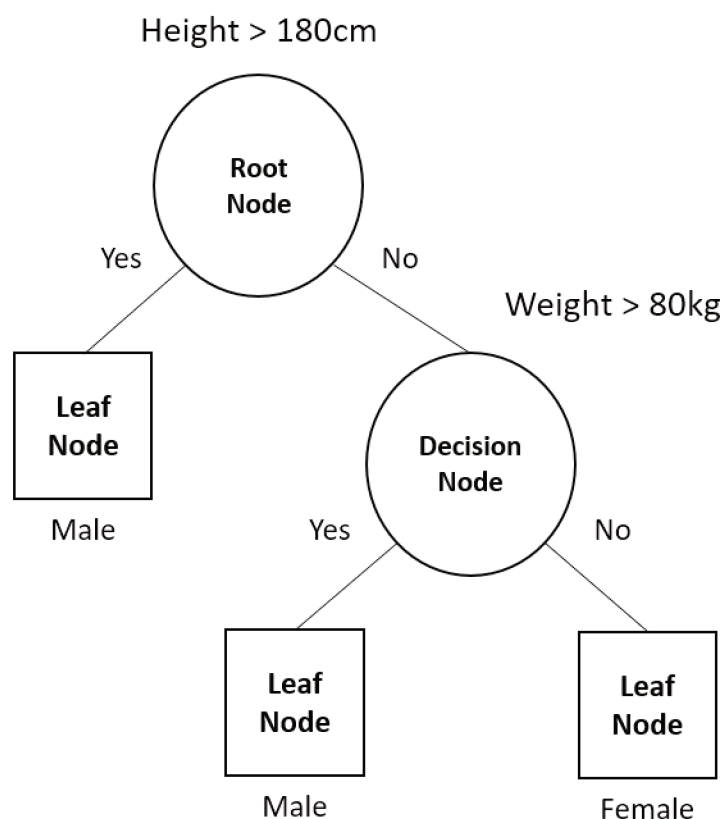 Height > 180cm
Root
Node
Yes
No
Weight > 80kg
Leaf
Node
Male
Decision
Node
Yes
No
Leaf
Node
Male
Leaf
Node
Female